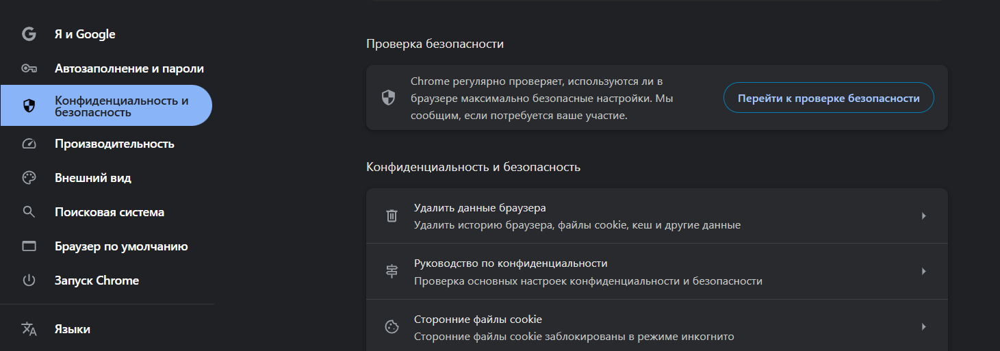 Я и Google
Автозаполнение и пароли
Конфиденциальность и
безопасность
Производительность
Внешний вид
Поисковая система
Браузер по умолчанию
Запуск Chrome
Языки
Проверка безопасности
Chrome регулярно проверяет, используются ли в
браузере максимально безопасные настройки. Мы
сообщим, если потребуется ваше участие.
Перейти к проверке безопасности
Конфиденциальность и безопасность
Удалить данные браузера
Удалить историю браузера, файлы cookie, кеш и другие данные
Руководство по конфиденциальности
Проверка основных настроек конфиденциальности и безопасности
Сторонние файлы cookie
Сторонние файлы cookie заблокированы в режиме инкогнито